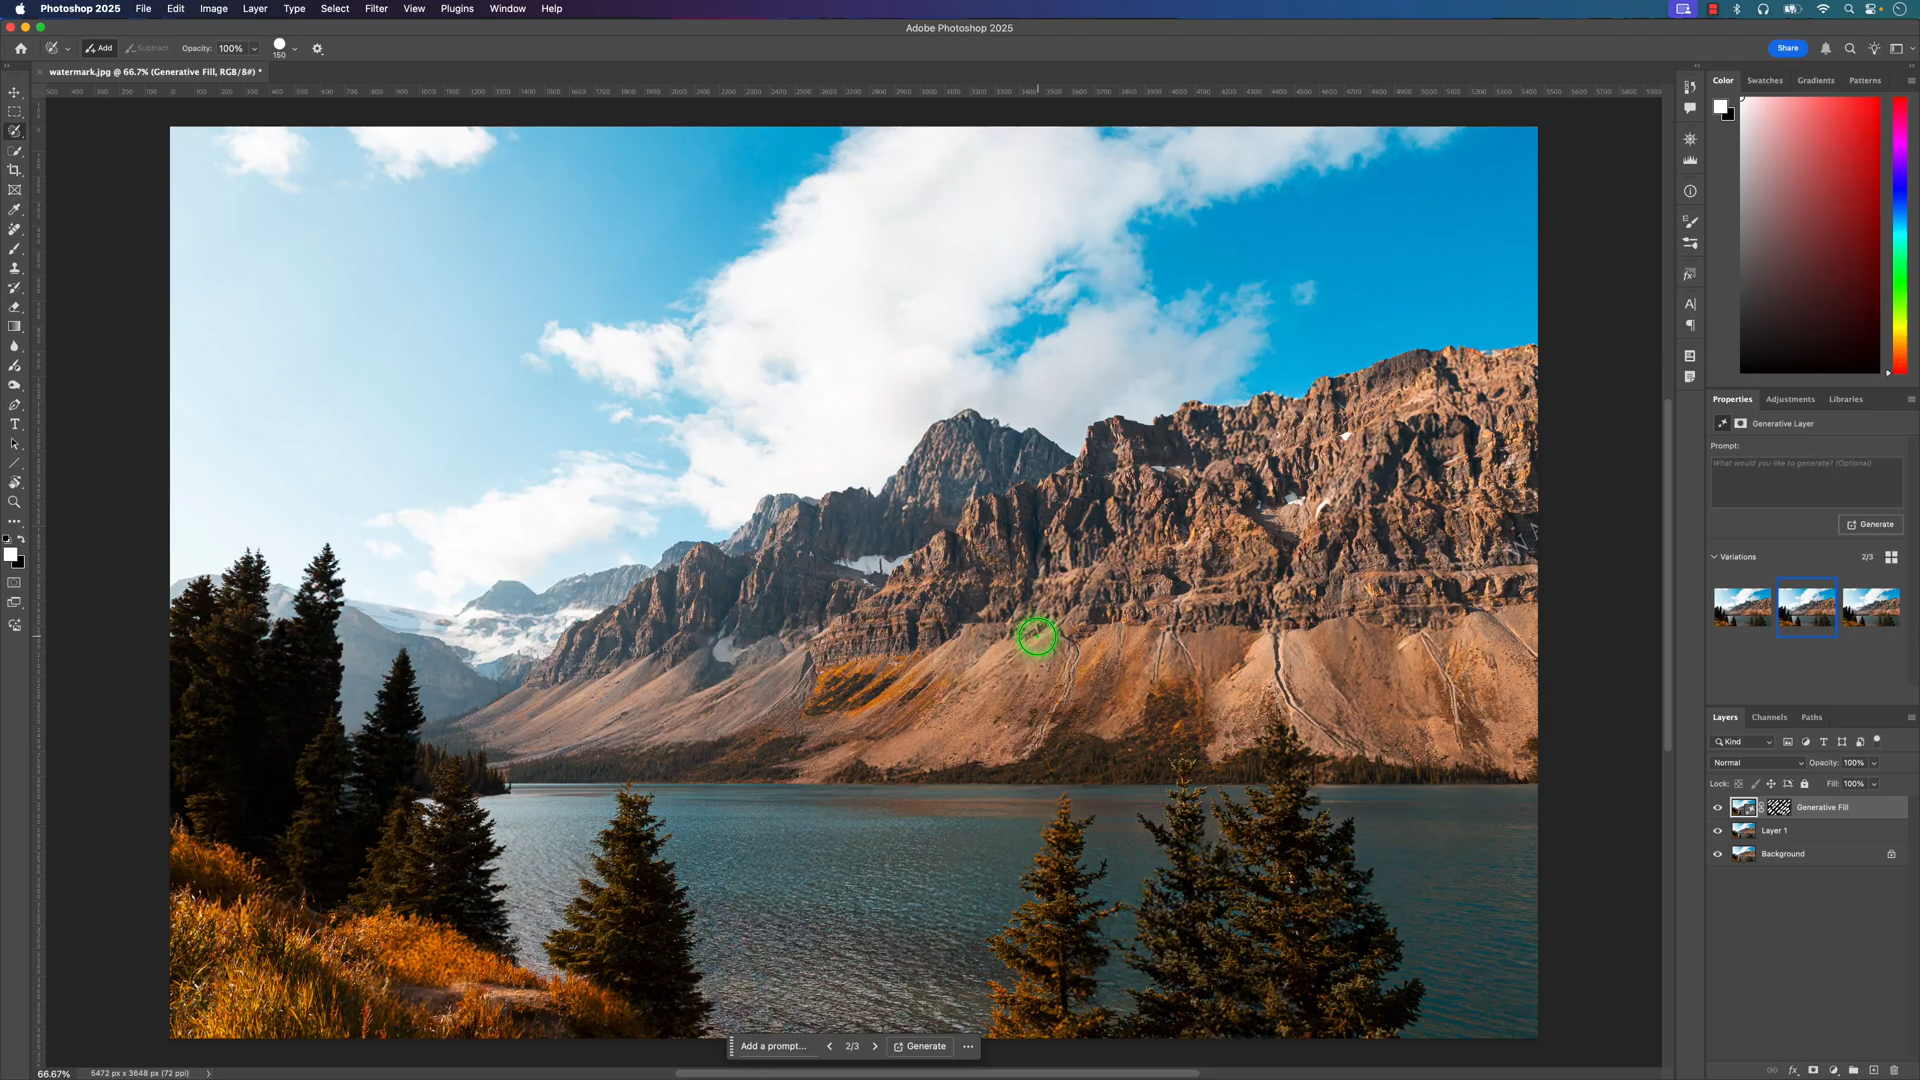 Photoshop 2025 File Edit Image Layer Type Select Filter View Plugins Window Help
Adobe Photoshop 2025
Add Subtract Opacity: 100% 150 Share
watermark.jpg @ 66.7% (Generative Fill, RGB/8#) *
Color Swatches Gradients Patterns
Properties Adjustments Libraries
Generative Layer
Prompt:
What would you like to generate? (Optional)
Generate
Variations 2/3
Layers Channels Paths
Kind
Normal Opacity: 100%
Lock: Fill: 100%
Generative Fill
Layer 1
Background
Add a prompt... 2/3 Generate
66.67% 5472 px x 3648 px (72 ppi)